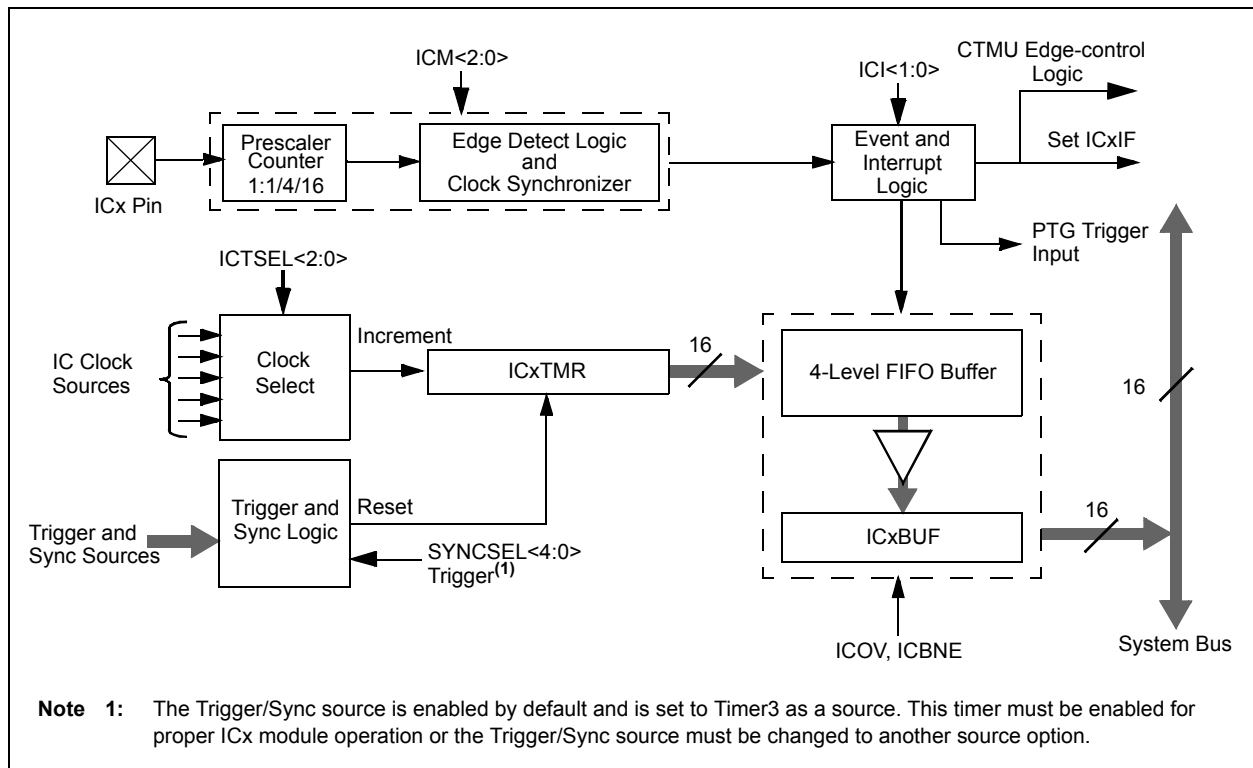 ICM<2:0>
ICI<1:0>
CTMU Edge-control
Logic
Prescaler
Counter
1:1/4/16
Edge Detect Logic
and
Clock Synchronizer
Event and
Interrupt
Logic
Set ICxIF
ICx Pin
PTG Trigger
Input
ICTSEL<2:0>
IC Clock
Sources
Clock
Select
Increment
ICxTMR
16
4-Level FIFO Buffer
16
Trigger and
Sync Sources
Trigger and
Sync Logic
Reset
SYNCSEL<4:0>
Trigger(1)
ICxBUF
16
ICOV, ICBNE
System Bus
Note 1: The Trigger/Sync source is enabled by default and is set to Timer3 as a source. This timer must be enabled for
proper ICx module operation or the Trigger/Sync source must be changed to another source option.